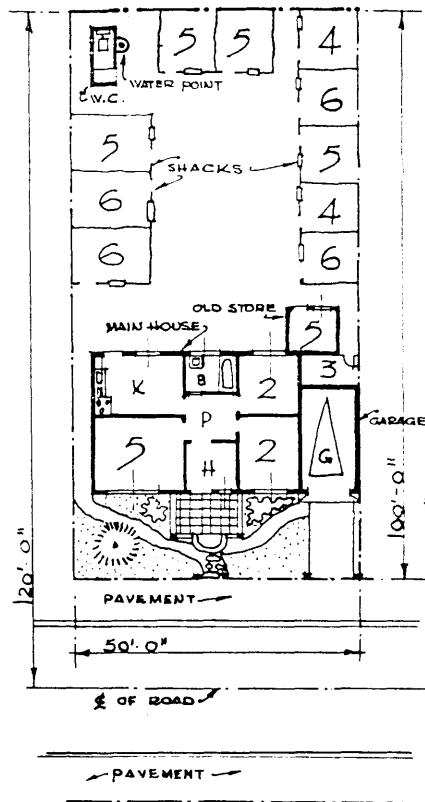 5 5 4
WATER POINT
W.C.
6
5
SHACKS
5
6
4
6
6
OLD STORE
5
MAIN HOUSE
K
B
2
3
P
GARAGE
5
H
2
G
120'-0"
100'-0"
PAVEMENT
50'-0"
℄ OF ROAD
PAVEMENT